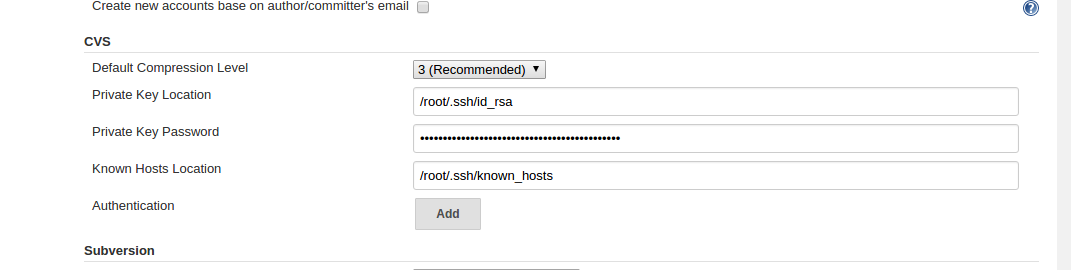 Create new accounts base on author/committer's email
?
CVS
Default Compression Level 3 (Recommended) ▼
Private Key Location /root/.ssh/id_rsa
Private Key Password ••••••••••••••••••••••••••••••••••••••••••••
Known Hosts Location /root/.ssh/known_hosts
Authentication Add
Subversion